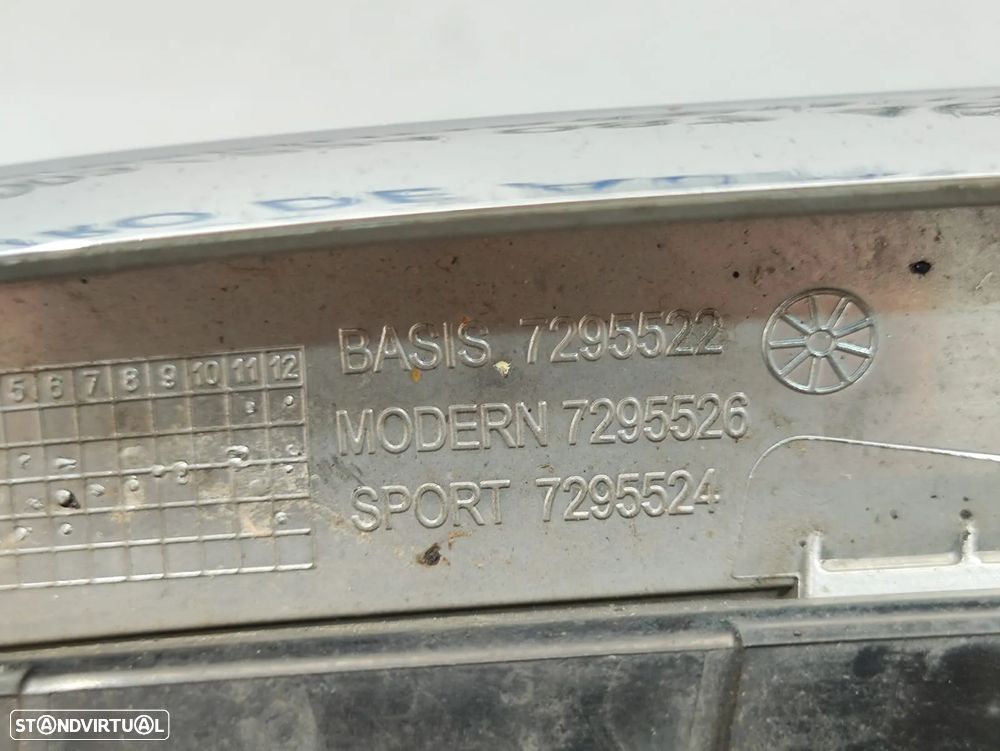 BASIS 7295522
5 6 7 8 9 10 11 12
MODERN 7295526
SPORT 7295524
STANDVIRTUAL